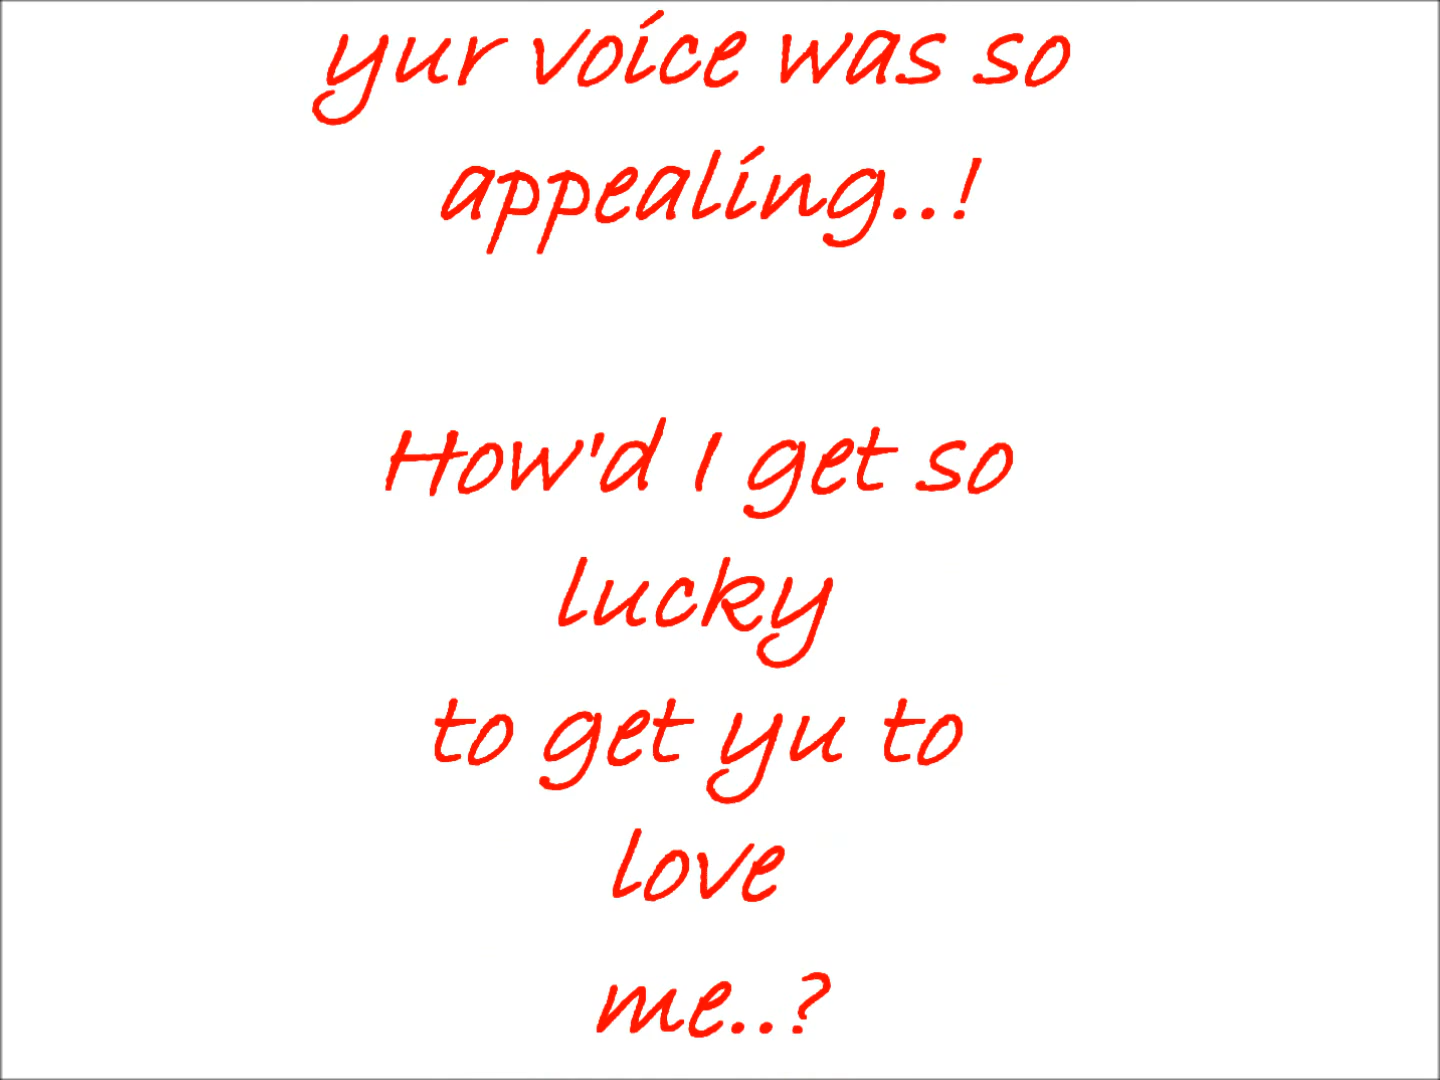 yur voice was so
appealing..!
How'd I get so
lucky
to get yu to
love
me..?